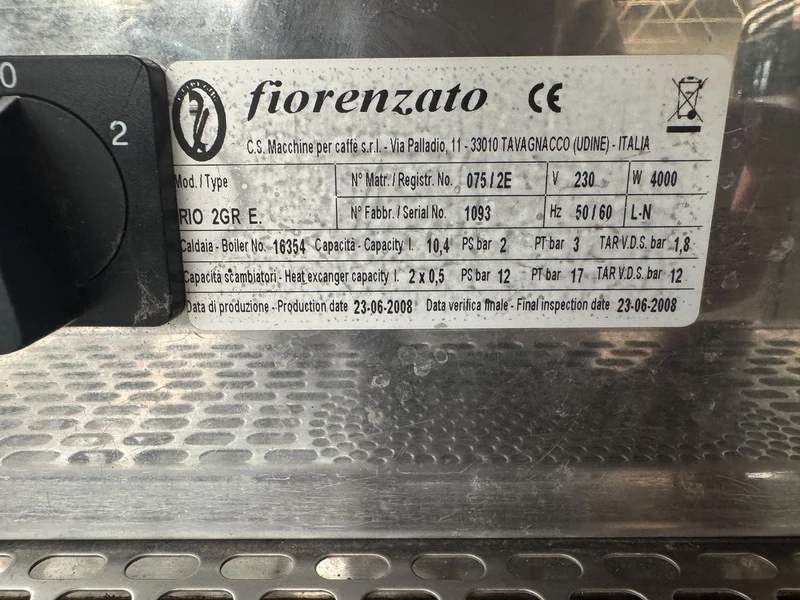 0
2
fiorenzato CE
C.S. Macchine per caffè s.r.l. - Via Palladio, 11 - 33010 TAVAGNACCO (UDINE) - ITALIA
Mod. / Type N° Matr. / Registr. No. 075 / 2E V 230 W 4000
RIO 2GR E. N° Fabbr. / Serial No. 1093 Hz 50 / 60 L-N
Caldaia - Boiler No. 16354 Capacità - Capacity l. 10,4 PS bar 2 PT bar 3 TAR V.D.S. bar 1,8
Capacità scambiatori - Heat excanger capacity l. 2 x 0,5 PS bar 12 PT bar 17 TAR V.D.S. bar 12
Data di produzione - Production date 23-06-2008 Data verifica finale - Final inspection date 23-06-2008